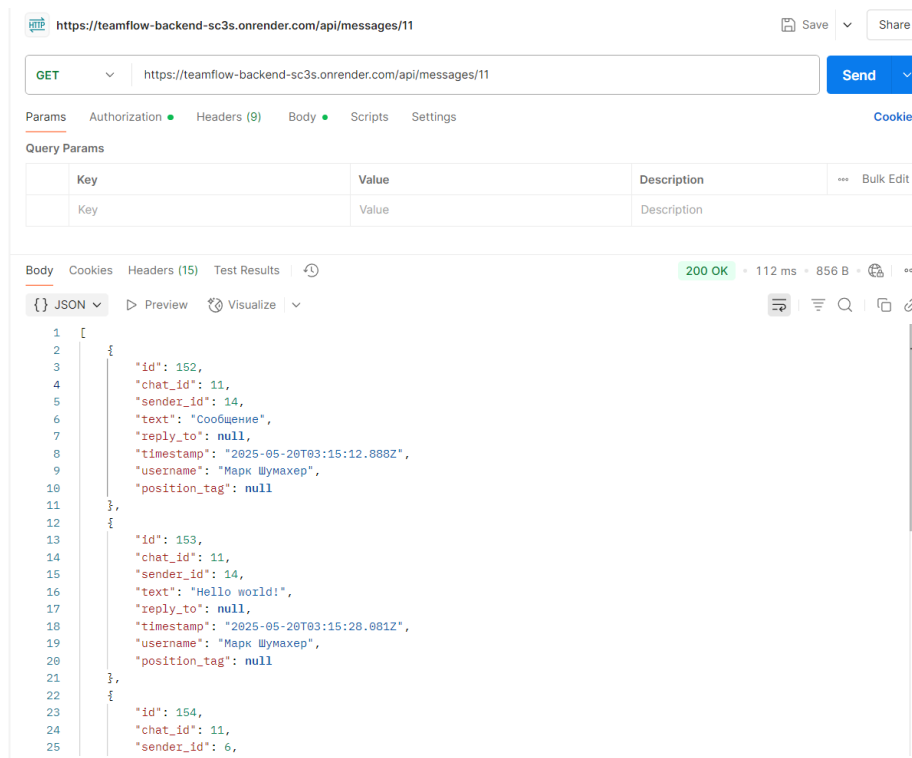 HTTP https://teamflow-backend-sc3s.onrender.com/api/messages/11 Save Share
GET https://teamflow-backend-sc3s.onrender.com/api/messages/11 Send
Params Authorization Headers (9) Body Scripts Settings Cookie
Query Params
Key Value Description Bulk Edit
Key Value Description
Body Cookies Headers (15) Test Results 200 OK 112 ms 856 B
{} JSON Preview Visualize
1 [
2 {
3 "id": 152,
4 "chat_id": 11,
5 "sender_id": 14,
6 "text": "Сообщение",
7 "reply_to": null,
8 "timestamp": "2025-05-20T03:15:12.888Z",
9 "username": "Марк Шумахер",
10 "position_tag": null
11 },
12 {
13 "id": 153,
14 "chat_id": 11,
15 "sender_id": 14,
16 "text": "Hello world!",
17 "reply_to": null,
18 "timestamp": "2025-05-20T03:15:28.081Z",
19 "username": "Марк Шумахер",
20 "position_tag": null
21 },
22 {
23 "id": 154,
24 "chat_id": 11,
25 "sender_id": 6,